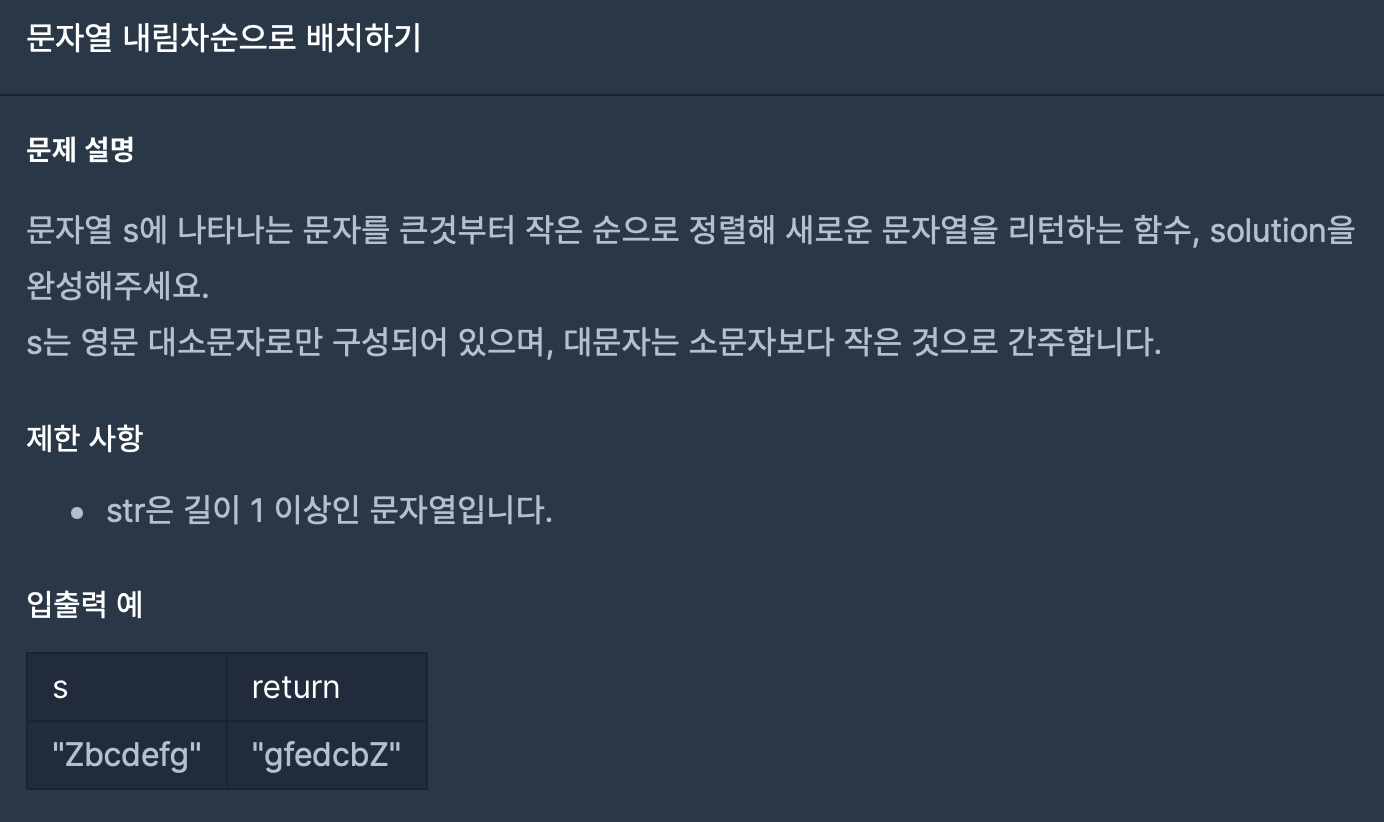 문자열 내림차순으로 배치하기
문제 설명
문자열 s에 나타나는 문자를 큰것부터 작은 순으로 정렬해 새로운 문자열을 리턴하는 함수, solution을
완성해주세요.
s는 영문 대소문자로만 구성되어 있으며, 대문자는 소문자보다 작은 것으로 간주합니다.
제한 사항
• str은 길이 1 이상인 문자열입니다.
입출력 예
s return
"Zbcdefg" "gfedcbZ"